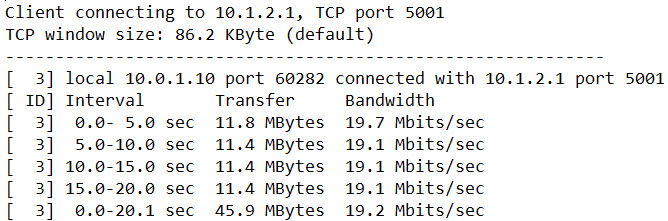 Client connecting to 10.1.2.1, TCP port 5001
TCP window size: 86.2 KByte (default)
------------------------------------------------------------
[  3] local 10.0.1.10 port 60282 connected with 10.1.2.1 port 5001
[ ID] Interval       Transfer     Bandwidth
[  3]  0.0- 5.0 sec  11.8 MBytes  19.7 Mbits/sec
[  3]  5.0-10.0 sec  11.4 MBytes  19.1 Mbits/sec
[  3] 10.0-15.0 sec  11.4 MBytes  19.1 Mbits/sec
[  3] 15.0-20.0 sec  11.4 MBytes  19.1 Mbits/sec
[  3]  0.0-20.1 sec  45.9 MBytes  19.2 Mbits/sec